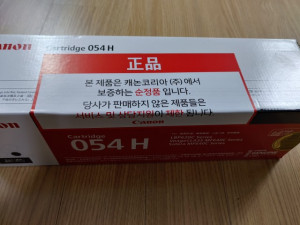 Canon
Cartridge 054 H
正品
본 제품은 캐논코리아 (주)에서
보증하는 순정품 입니다.
당사가 판매하지 않은 제품들은
서비스 및 상담지원이 제한 됩니다.
Canon
Cartridge
054 H